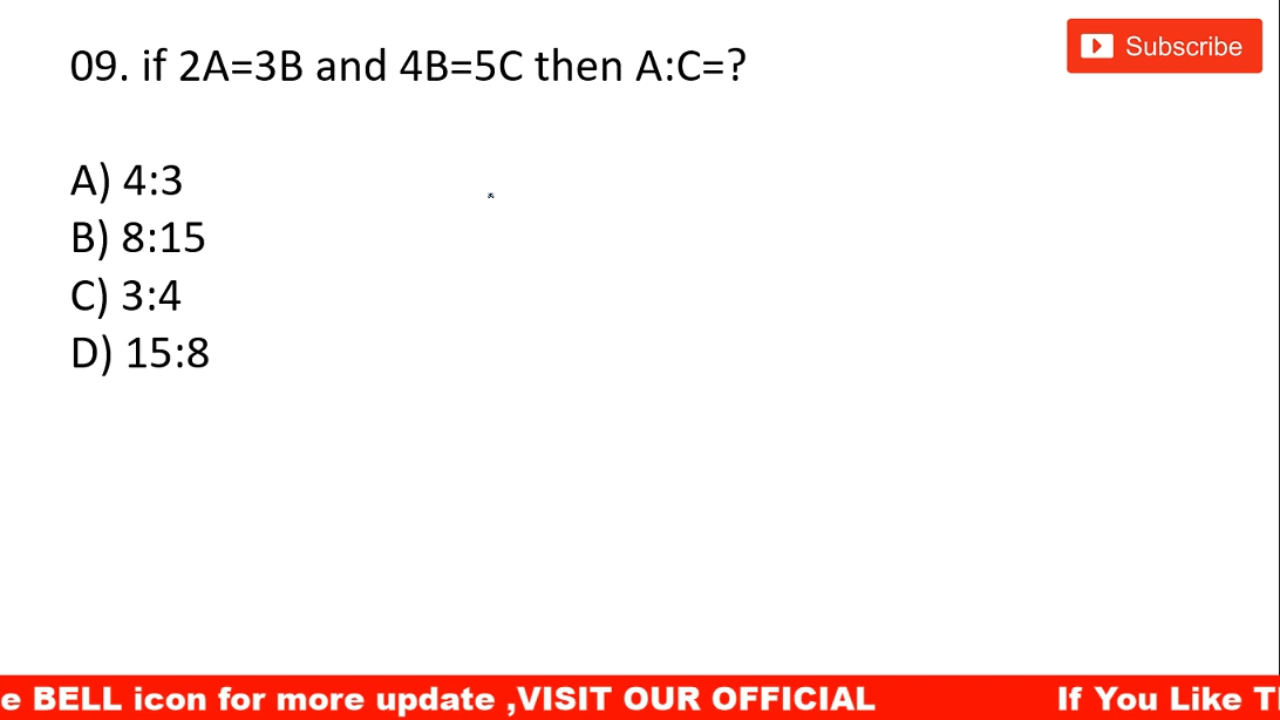 09. if 2A=3B and 4B=5C then A:C=?
Subscribe
A) 4:3
B) 8:15
C) 3:4
D) 15:8
e BELL icon for more update ,VISIT OUR OFFICIAL If You Like T